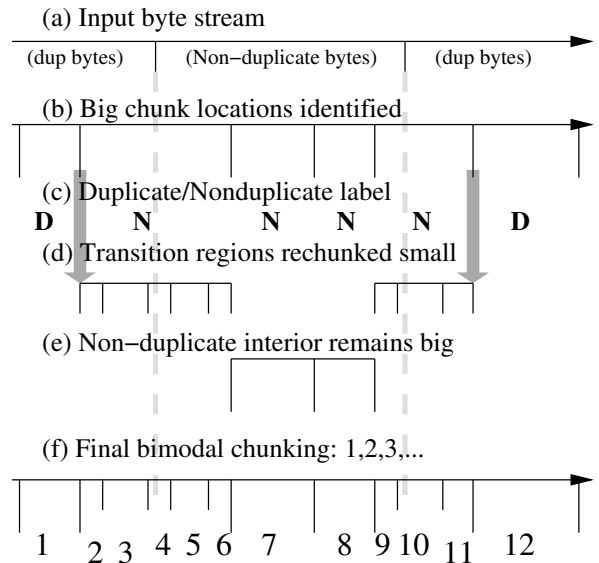 (a) Input byte stream
(dup bytes) (Non−duplicate bytes) (dup bytes)
(b) Big chunk locations identified
(c) Duplicate/Nonduplicate label
D N N N N D
(d) Transition regions rechunked small
(e) Non−duplicate interior remains big
(f) Final bimodal chunking: 1,2,3,...
1 2 3 4 5 6 7 8 9 10 11 12